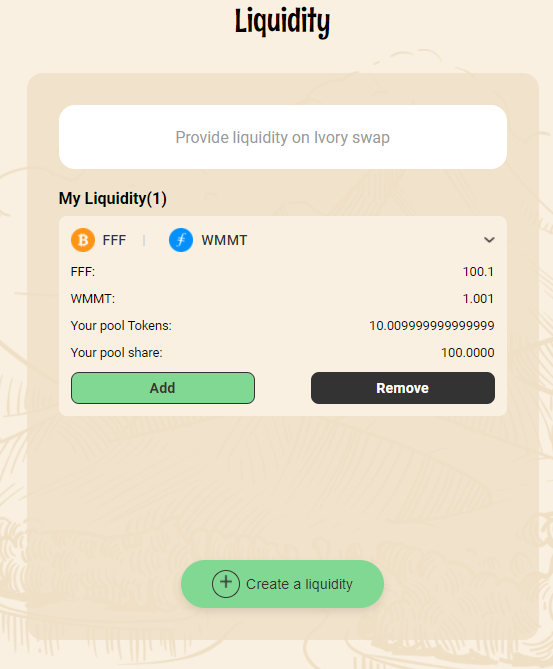 Liquidity
Provide liquidity on Ivory swap
My Liquidity(1)
FFF | WMMT
FFF: 100.1
WMMT: 1.001
Your pool Tokens: 10.009999999999999
Your pool share: 100.0000
Add Remove
Create a liquidity